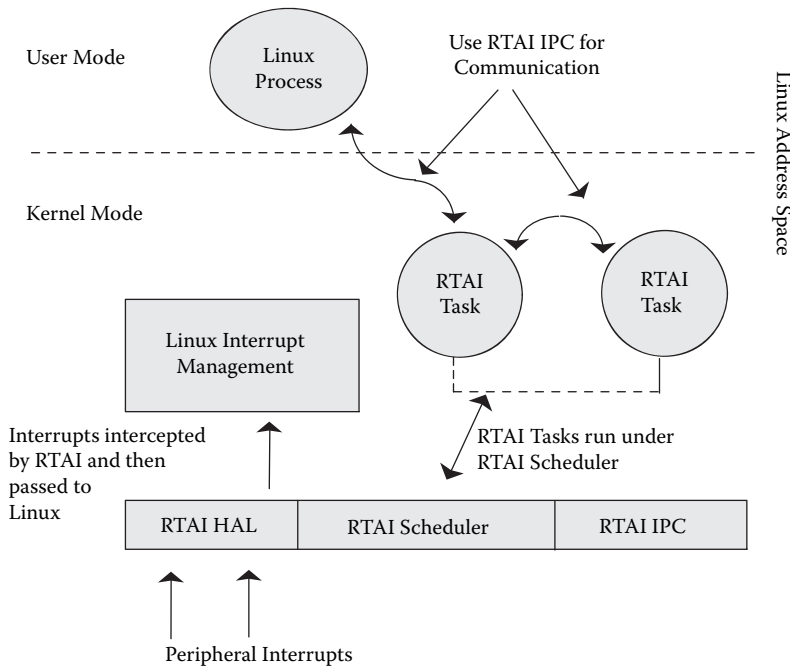 User Mode
Linux
Process
Use RTAI IPC for
Communication
Linux Address Space
Kernel Mode
RTAI
Task
RTAI
Task
Linux Interrupt
Management
Interrupts intercepted
by RTAI and then
passed to
Linux
RTAI Tasks run under
RTAI Scheduler
RTAI HAL
RTAI Scheduler
RTAI IPC
Peripheral Interrupts